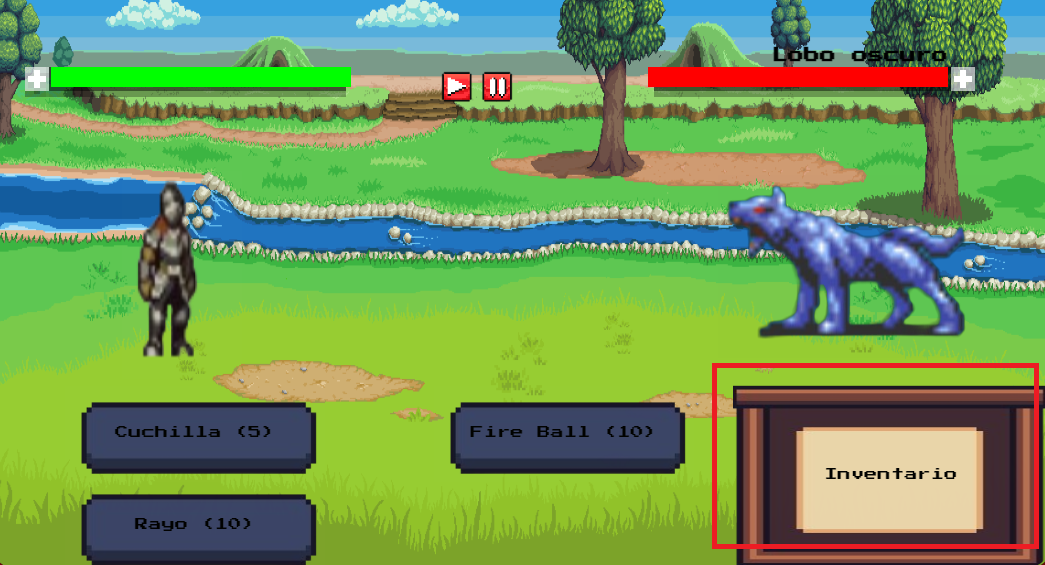 Lobo oscuro
Cuchilla (5)
Fire Ball (10)
Inventario
Rayo (10)